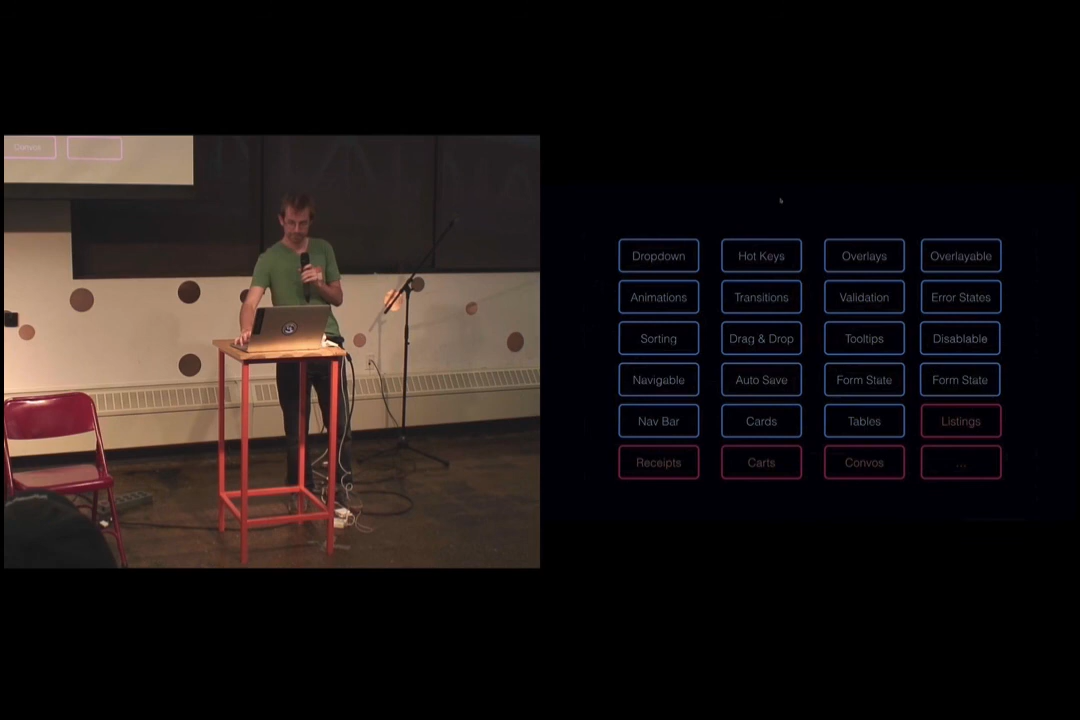 Convos
Dropdown Hot Keys Overlays Overlayable
Animations Transitions Validation Error States
Sorting Drag & Drop Tooltips Disablable
Navigable Auto Save Form State Form State
Nav Bar Cards Tables Listings
Receipts Carts Convos ...